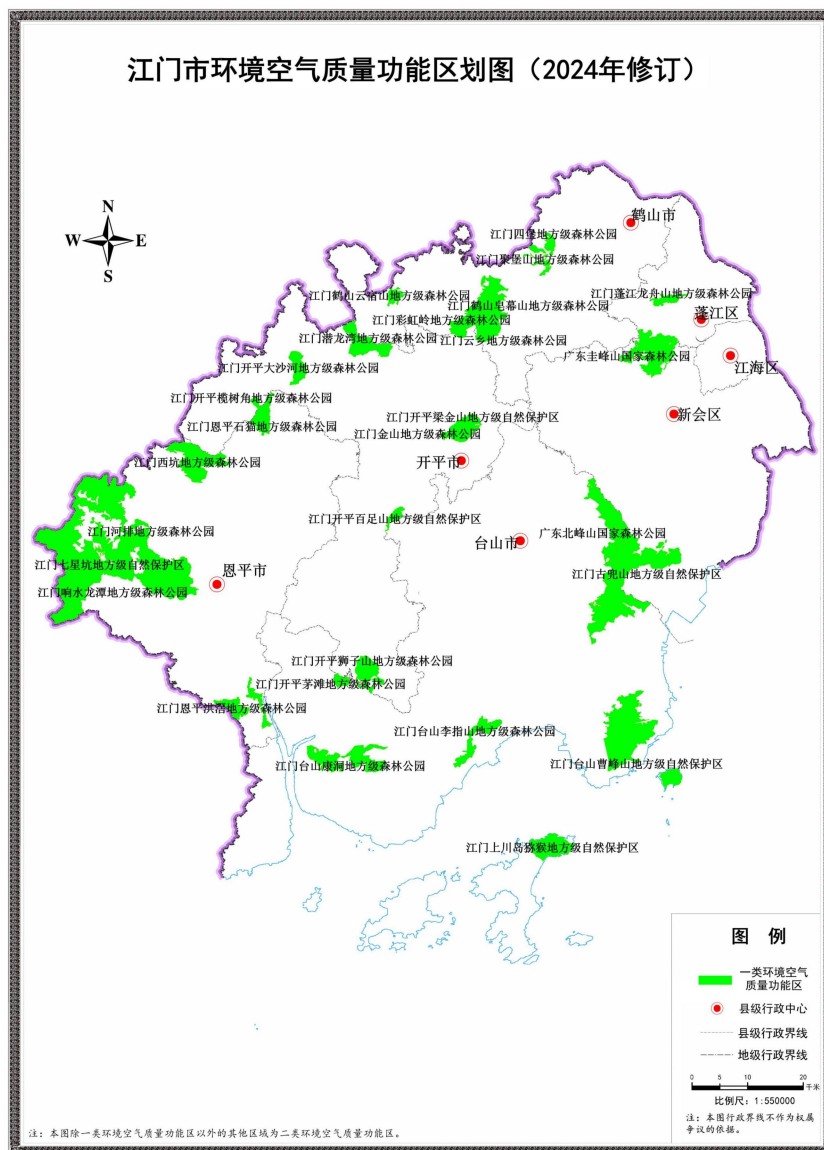 江门市环境空气质量功能区划图（2024年修订）
N
W E
S
鹤山市
江门四堡地方级森林公园
江门聚堡山地方级森林公园
江门鹤山云宿山地方级森林公园
江门蓬江龙舟山地方级森林公园
江门鹤山皂幕山地方级森林公园
蓬江区
江门彩虹岭地方级森林公园
江门潜龙湾地方级森林公园
江门云乡地方级森林公园
广东圭峰山国家森林公园
江门开平大沙河地方级森林公园
江海区
江门开平榄树角地方级森林公园
江门开平梁金山地方级自然保护区
新会区
江门恩平石猫地方级森林公园
江门金山地方级森林公园
江门西坑地方级森林公园
开平市
江门开平百足山地方级自然保护区
江门河排地方级森林公园
台山市
广东北峰山国家森林公园
江门七星坑地方级自然保护区
恩平市
江门古兜山地方级自然保护区
江门响水龙潭地方级森林公园
江门开平狮子山地方级森林公园
江门开平茅滩地方级森林公园
江门恩平洪滘地方级森林公园
江门台山李指山地方级森林公园
江门台山康洞地方级森林公园
江门台山曹峰山地方级自然保护区
江门上川岛猕猴地方级自然保护区
图 例
一类环境空气
质量功能区
县级行政中心
县级行政界线
地级行政界线
0 5 10 20
千米
比例尺：1:550000
注：本图行政界线不作为权属
争议的依据。
注：本图除一类环境空气质量功能区以外的其他区域为二类环境空气质量功能区。